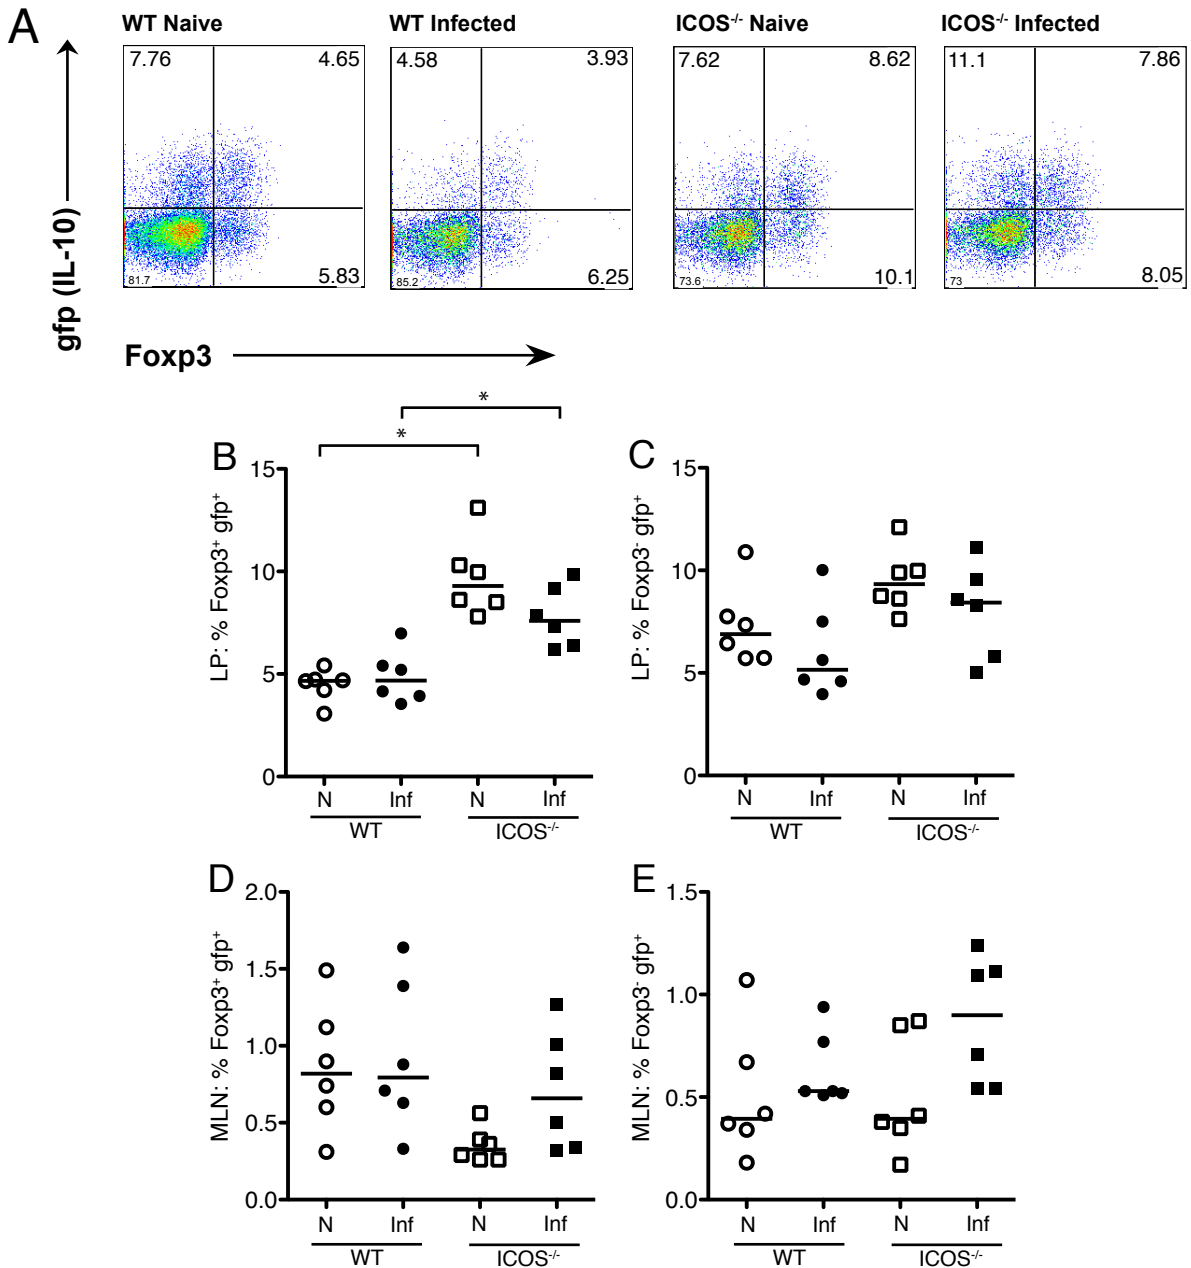 A
WT Naive
WT Infected
ICOS-/- Naive
ICOS-/- Infected
gfp (IL-10)
7.76 4.65
81.7 5.83
4.58 3.93
85.2 6.25
7.62 8.62
73.6 10.1
11.1 7.86
73 8.05
Foxp3
*
*
B
LP: % Foxp3+ gfp+
15
10
5
0
N Inf N Inf
WT ICOS-/-
C
LP: % Foxp3- gfp+
15
10
5
0
N Inf N Inf
WT ICOS-/-
D
MLN: % Foxp3+ gfp+
2.0
1.5
1.0
0.5
0.0
N Inf N Inf
WT ICOS-/-
E
MLN: % Foxp3- gfp+
1.5
1.0
0.5
0.0
N Inf N Inf
WT ICOS-/-